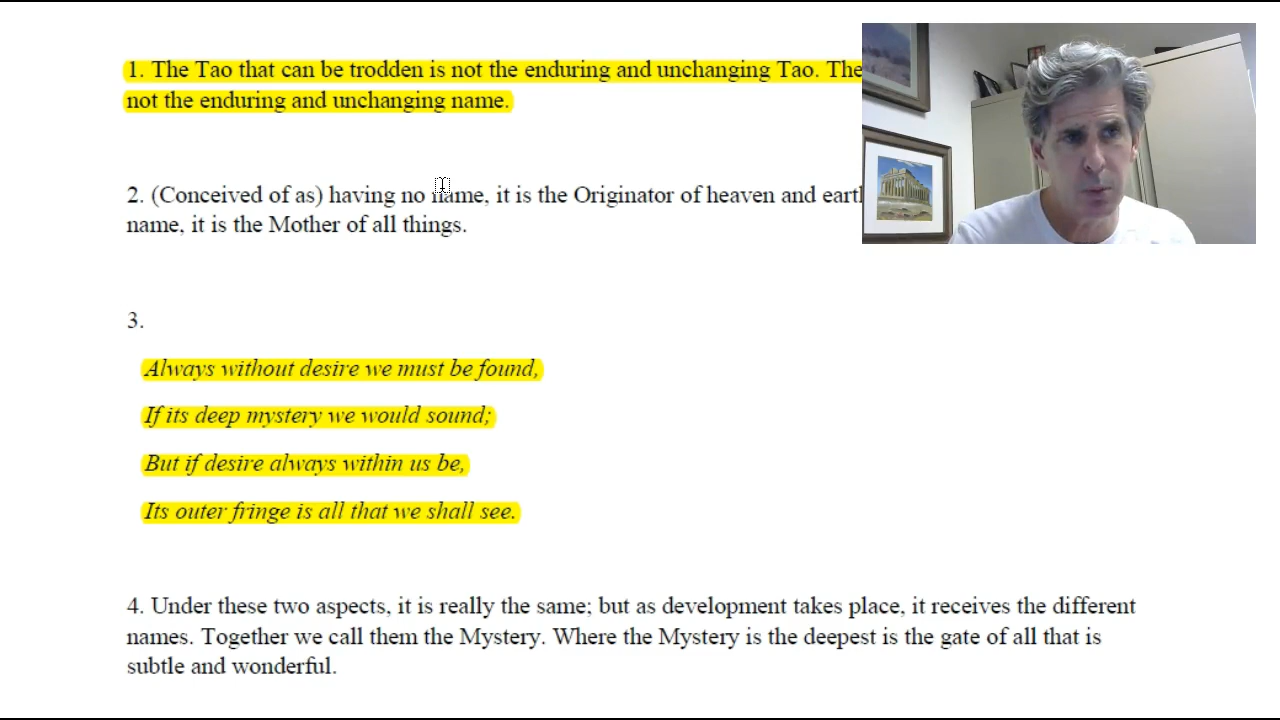 1. The Tao that can be trodden is not the enduring and unchanging Tao. The
not the enduring and unchanging name.
2. (Conceived of as) having no name, it is the Originator of heaven and
name, it is the Mother of all things.
3.
Always without desire we must be found,
If its deep mystery we would sound;
But if desire always within us be,
Its outer fringe is all that we shall see.
4. Under these two aspects, it is really the same; but as development takes place, it receives the different
names. Together we call them the Mystery. Where the Mystery is the deepest is the gate of all that is
subtle and wonderful.